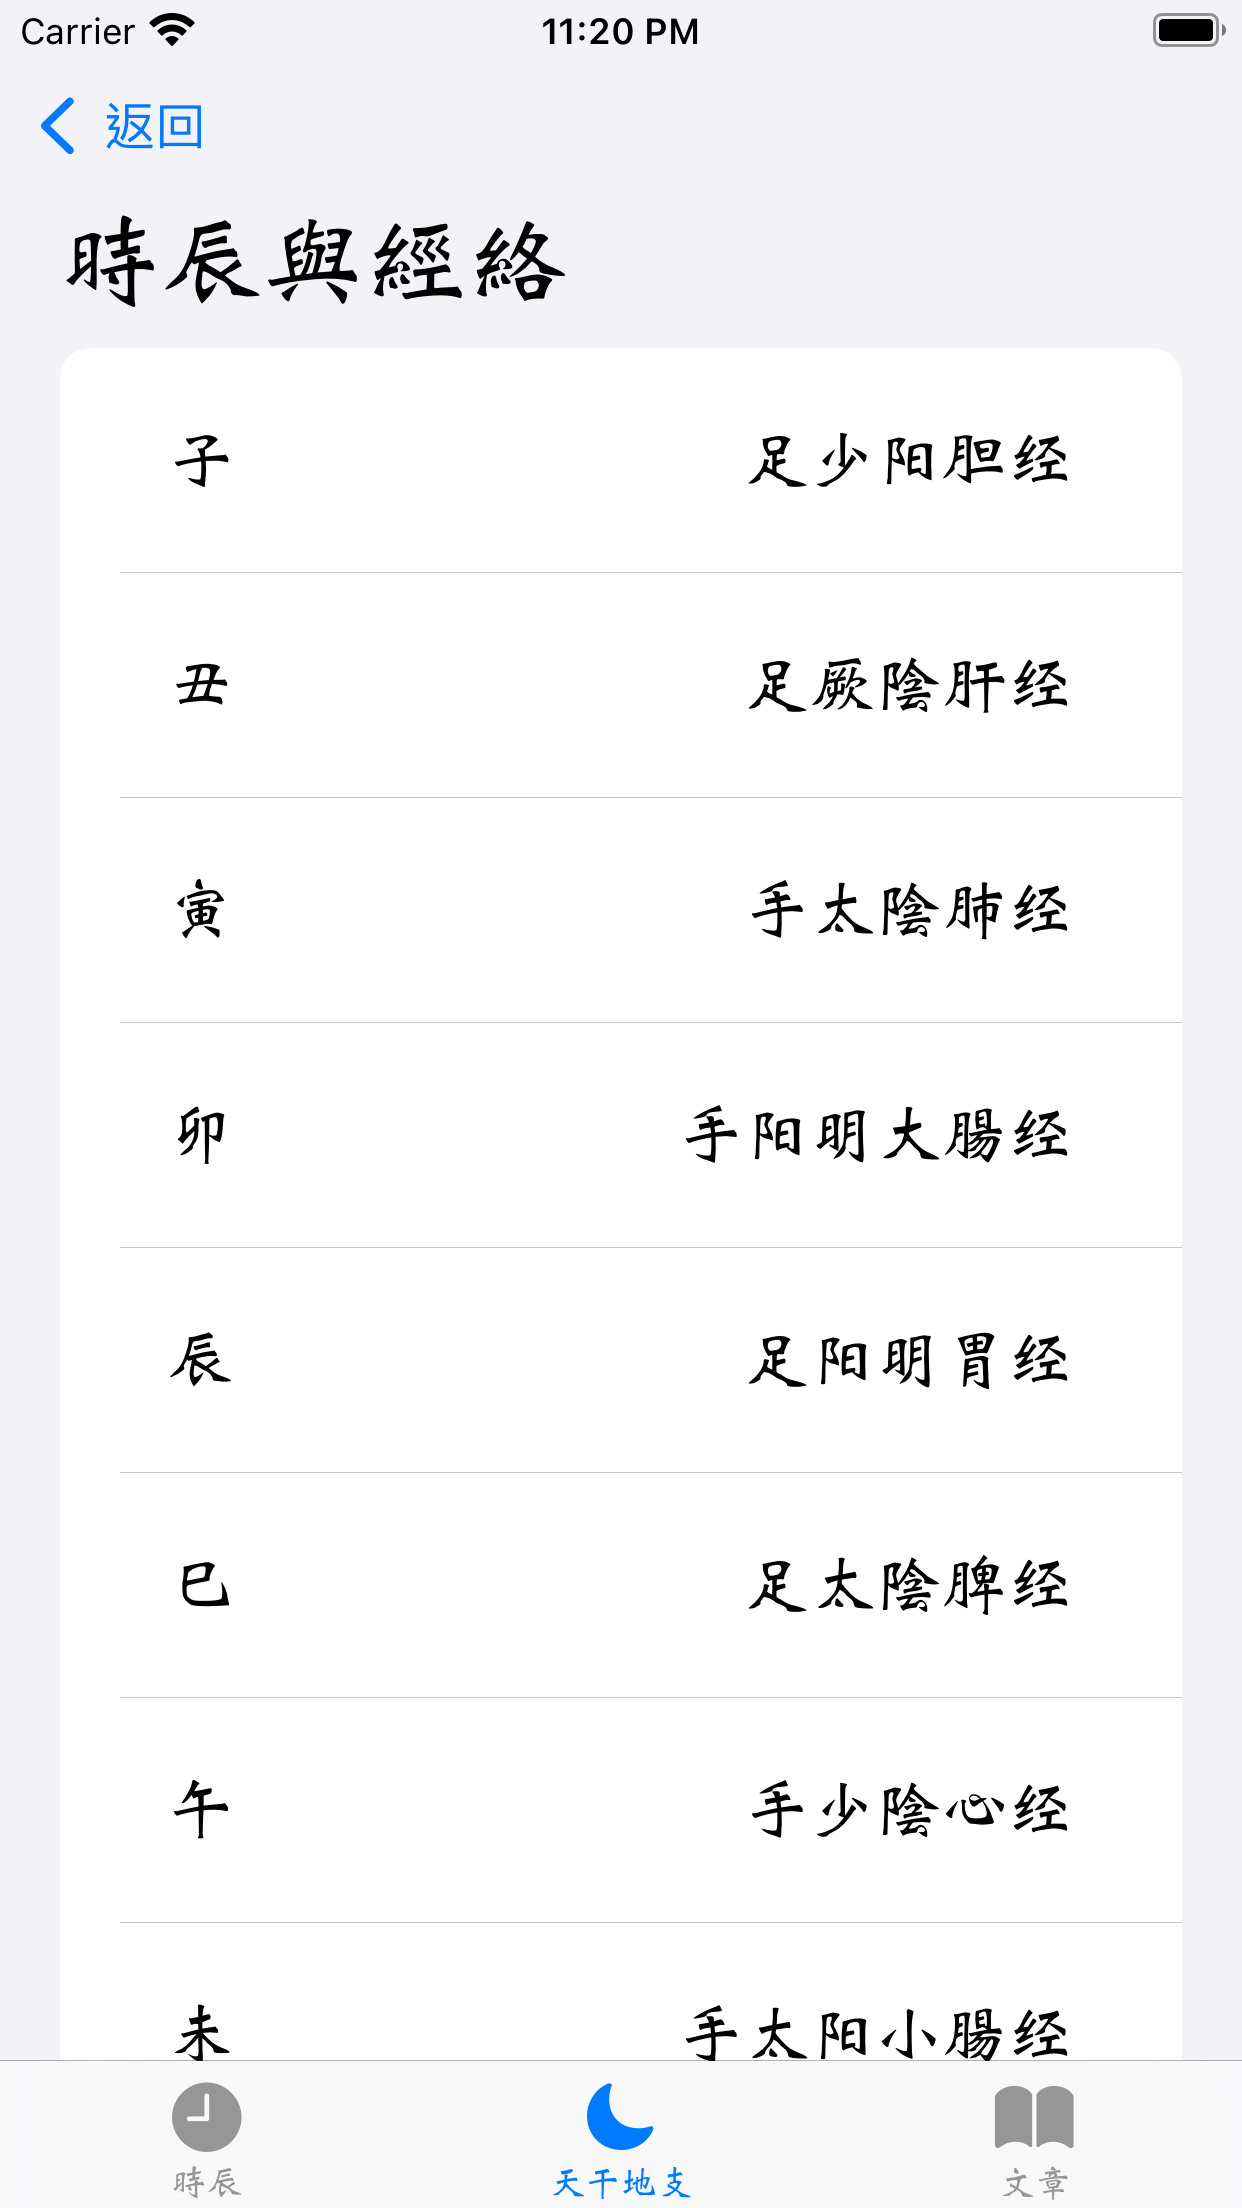 Carrier 11:20 PM
返回
時辰與經絡
子 足少阳胆经
丑 足厥陰肝经
寅 手太陰肺经
卯 手阳明大腸经
辰 足阳明胃经
巳 足太陰脾经
午 手少陰心经
未 手太阳小腸经
時辰 天干地支 文章